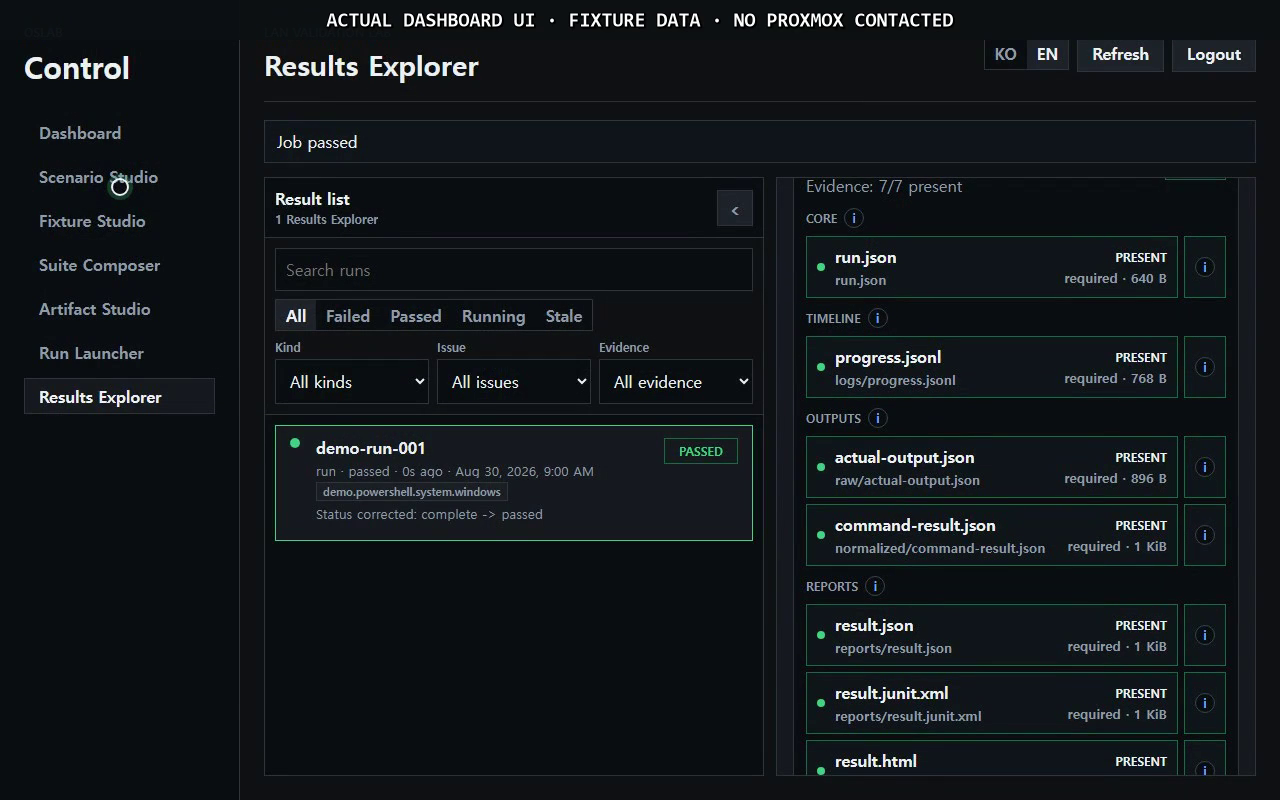 ACTUAL DASHBOARD UI · FIXTURE DATA · NO PROXMOX CONTACTED
Control
Dashboard
Scenario Studio
Fixture Studio
Suite Composer
Artifact Studio
Run Launcher
Results Explorer
Results Explorer
KO EN Refresh Logout
Job passed
Result list
1 Results Explorer
<
Search runs
All Failed Passed Running Stale
Kind Issue Evidence
All kinds All issues All evidence
demo-run-001 PASSED
run · passed · 0s ago · Aug 30, 2026, 9:00 AM
demo.powershell.system.windows
Status corrected: complete -> passed
Evidence: 7/7 present
CORE i
run.json PRESENT
run.json required · 640 B i
TIMELINE i
progress.jsonl PRESENT
logs/progress.jsonl required · 768 B i
OUTPUTS i
actual-output.json PRESENT
raw/actual-output.json required · 896 B i
command-result.json PRESENT
normalized/command-result.json required · 1 KiB i
REPORTS i
result.json PRESENT
reports/result.json required · 1 KiB i
result.junit.xml PRESENT
reports/result.junit.xml required · 1 KiB i
result.html PRESENT
i